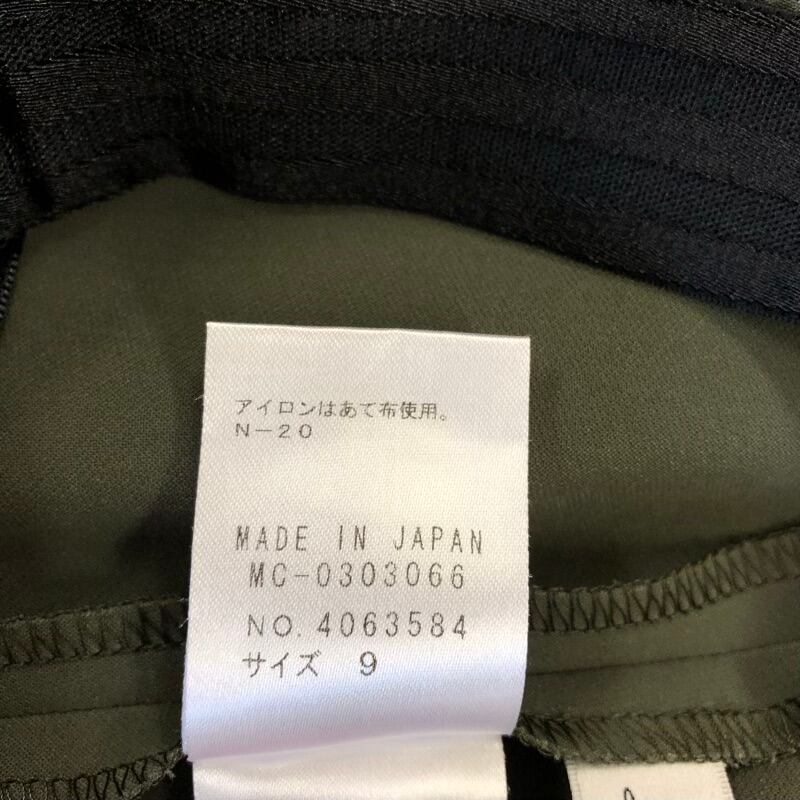 アイロンはあて布使用。
N-20
MADE IN JAPAN
MC-0303066
NO. 4063584
サイズ 9